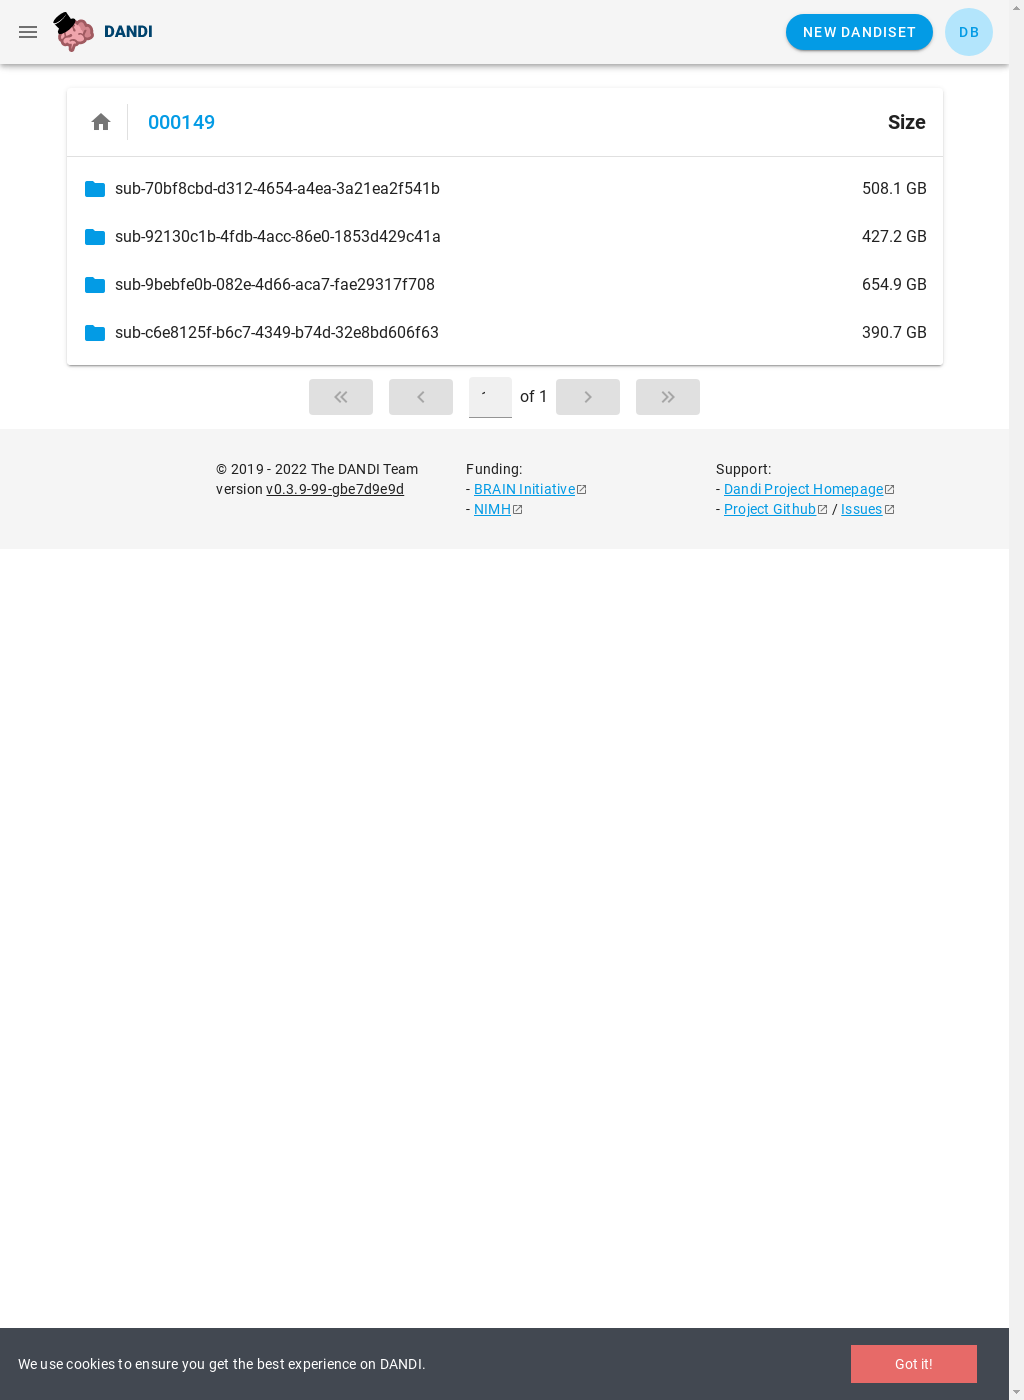 DANDI
NEW DANDISET
DB
000149
Size
sub-70bf8cbd-d312-4654-a4ea-3a21ea2f541b 508.1 GB
sub-92130c1b-4fdb-4acc-86e0-1853d429c41a 427.2 GB
sub-9bebfe0b-082e-4d66-aca7-fae29317f708 654.9 GB
sub-c6e8125f-b6c7-4349-b74d-32e8bd606f63 390.7 GB
of 1
© 2019 - 2022 The DANDI Team
version v0.3.9-99-gbe7d9e9d
Funding:
- BRAIN Initiative
- NIMH
Support:
- Dandi Project Homepage
- Project Github / Issues
We use cookies to ensure you get the best experience on DANDI.
Got it!